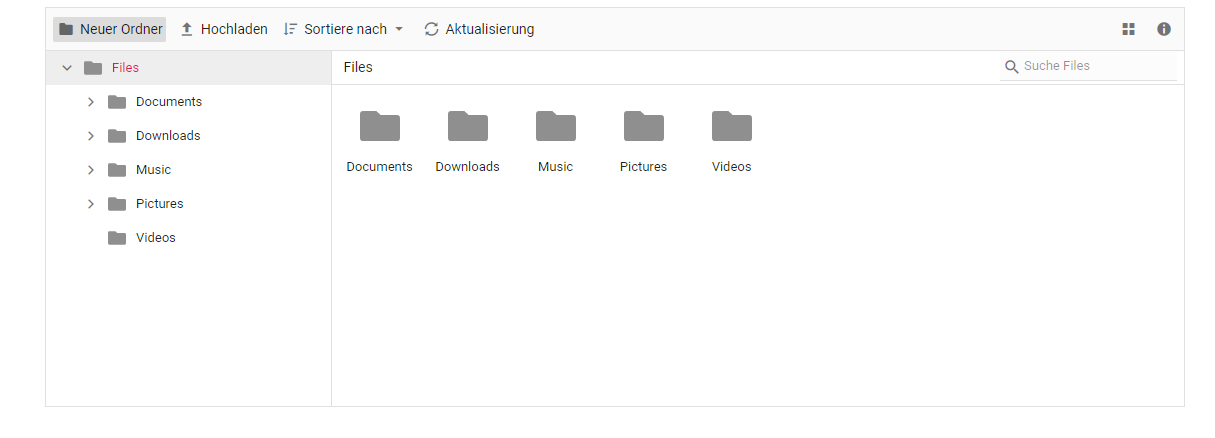 Neuer Ordner Hochladen Sortiere nach Aktualisierung
Files
Documents
Downloads
Music
Pictures
Videos
Files Suche Files
Documents Downloads Music Pictures Videos